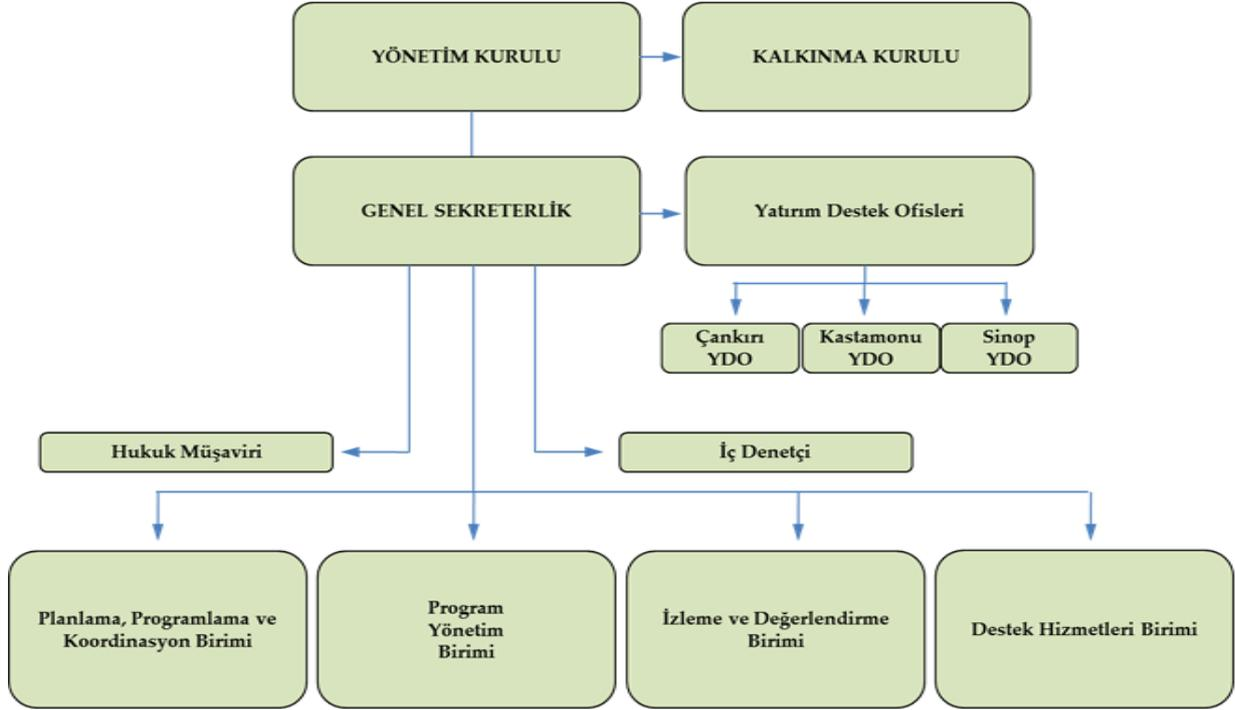 YÖNETİM KURULU
KALKINMA KURULU
GENEL SEKRETERLİK
Yatırım Destek Ofisleri
Çankırı
YDO
Kastamonu
YDO
Sinop
YDO
Hukuk Müşaviri
İç Denetçi
Planlama, Programlama ve
Koordinasyon Birimi
Program
Yönetim
Birimi
İzleme ve Değerlendirme
Birimi
Destek Hizmetleri Birimi